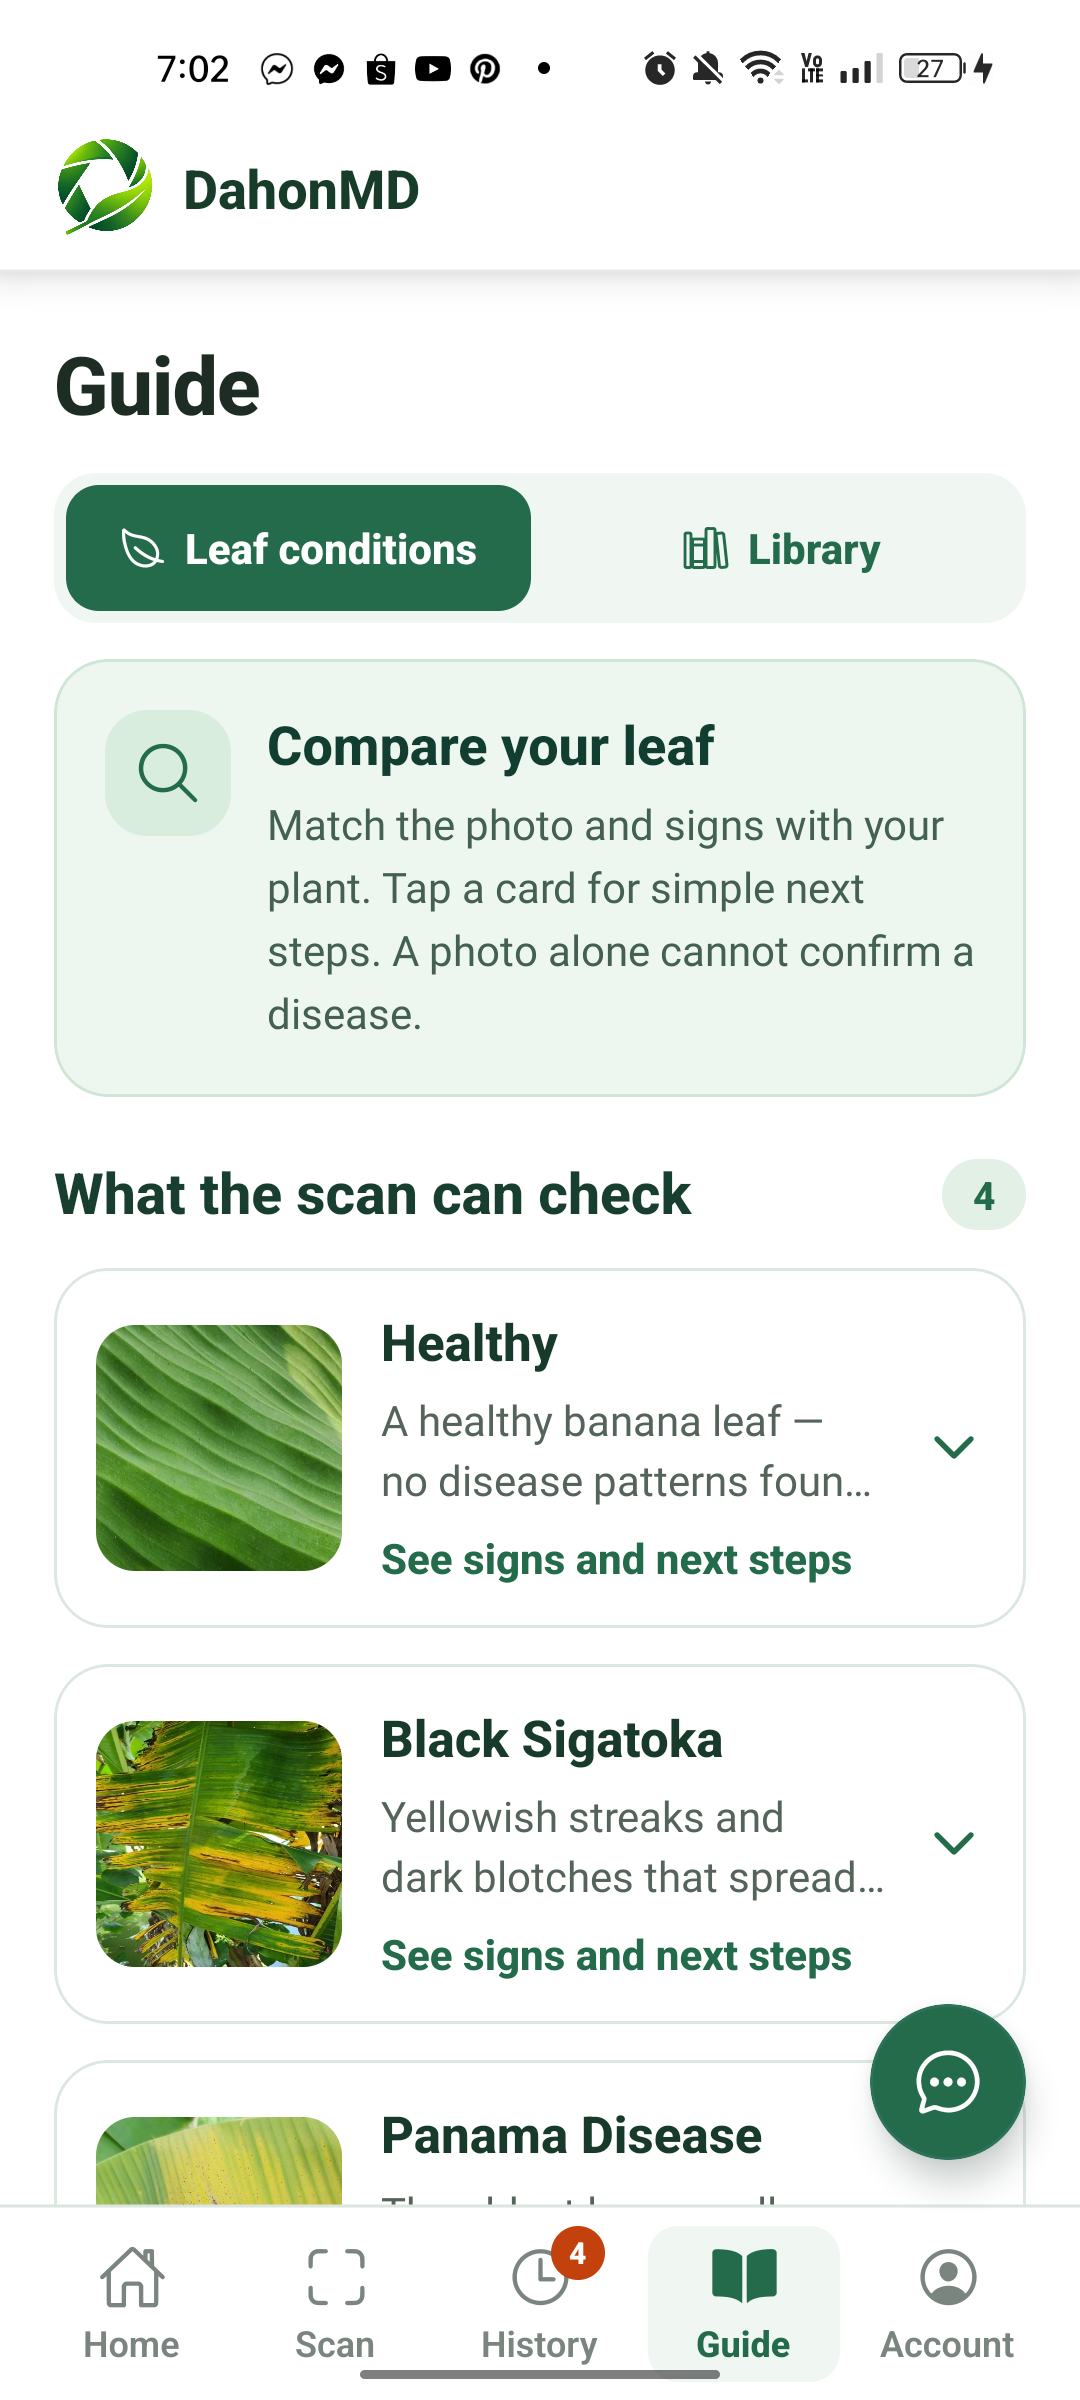 7:02
VoLTE
27
DahonMD
Guide
Leaf conditions
Library
Compare your leaf
Match the photo and signs with your
plant. Tap a card for simple next
steps. A photo alone cannot confirm a
disease.
What the scan can check
4
Healthy
A healthy banana leaf —
no disease patterns foun...
See signs and next steps
Black Sigatoka
Yellowish streaks and
dark blotches that spread...
See signs and next steps
Panama Disease
4
Home
Scan
History
Guide
Account